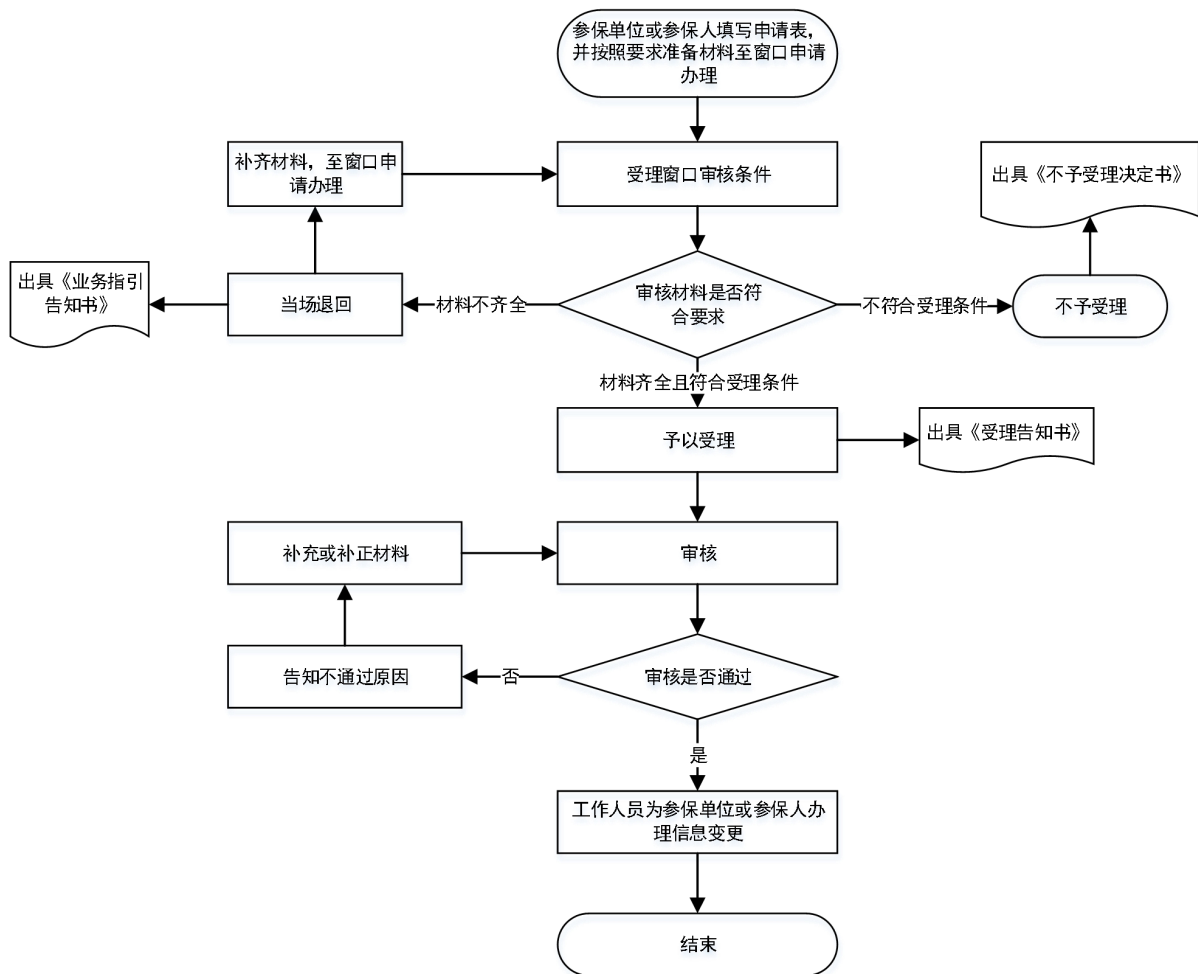 参保单位或参保人填写申请表，
并按照要求准备材料至窗口申请
办理
补齐材料，至窗口申
请办理
受理窗口审核条件
出具《不予受理决定书》
出具《业务指引
告知书》
当场退回
材料不齐全
审核材料是否符
合要求
不符合受理条件
不予受理
材料齐全且符合受理条件
予以受理
出具《受理告知书》
补充或补正材料
审核
告知不通过原因
否
审核是否通过
是
工作人员为参保单位或参保人办
理信息变更
结束